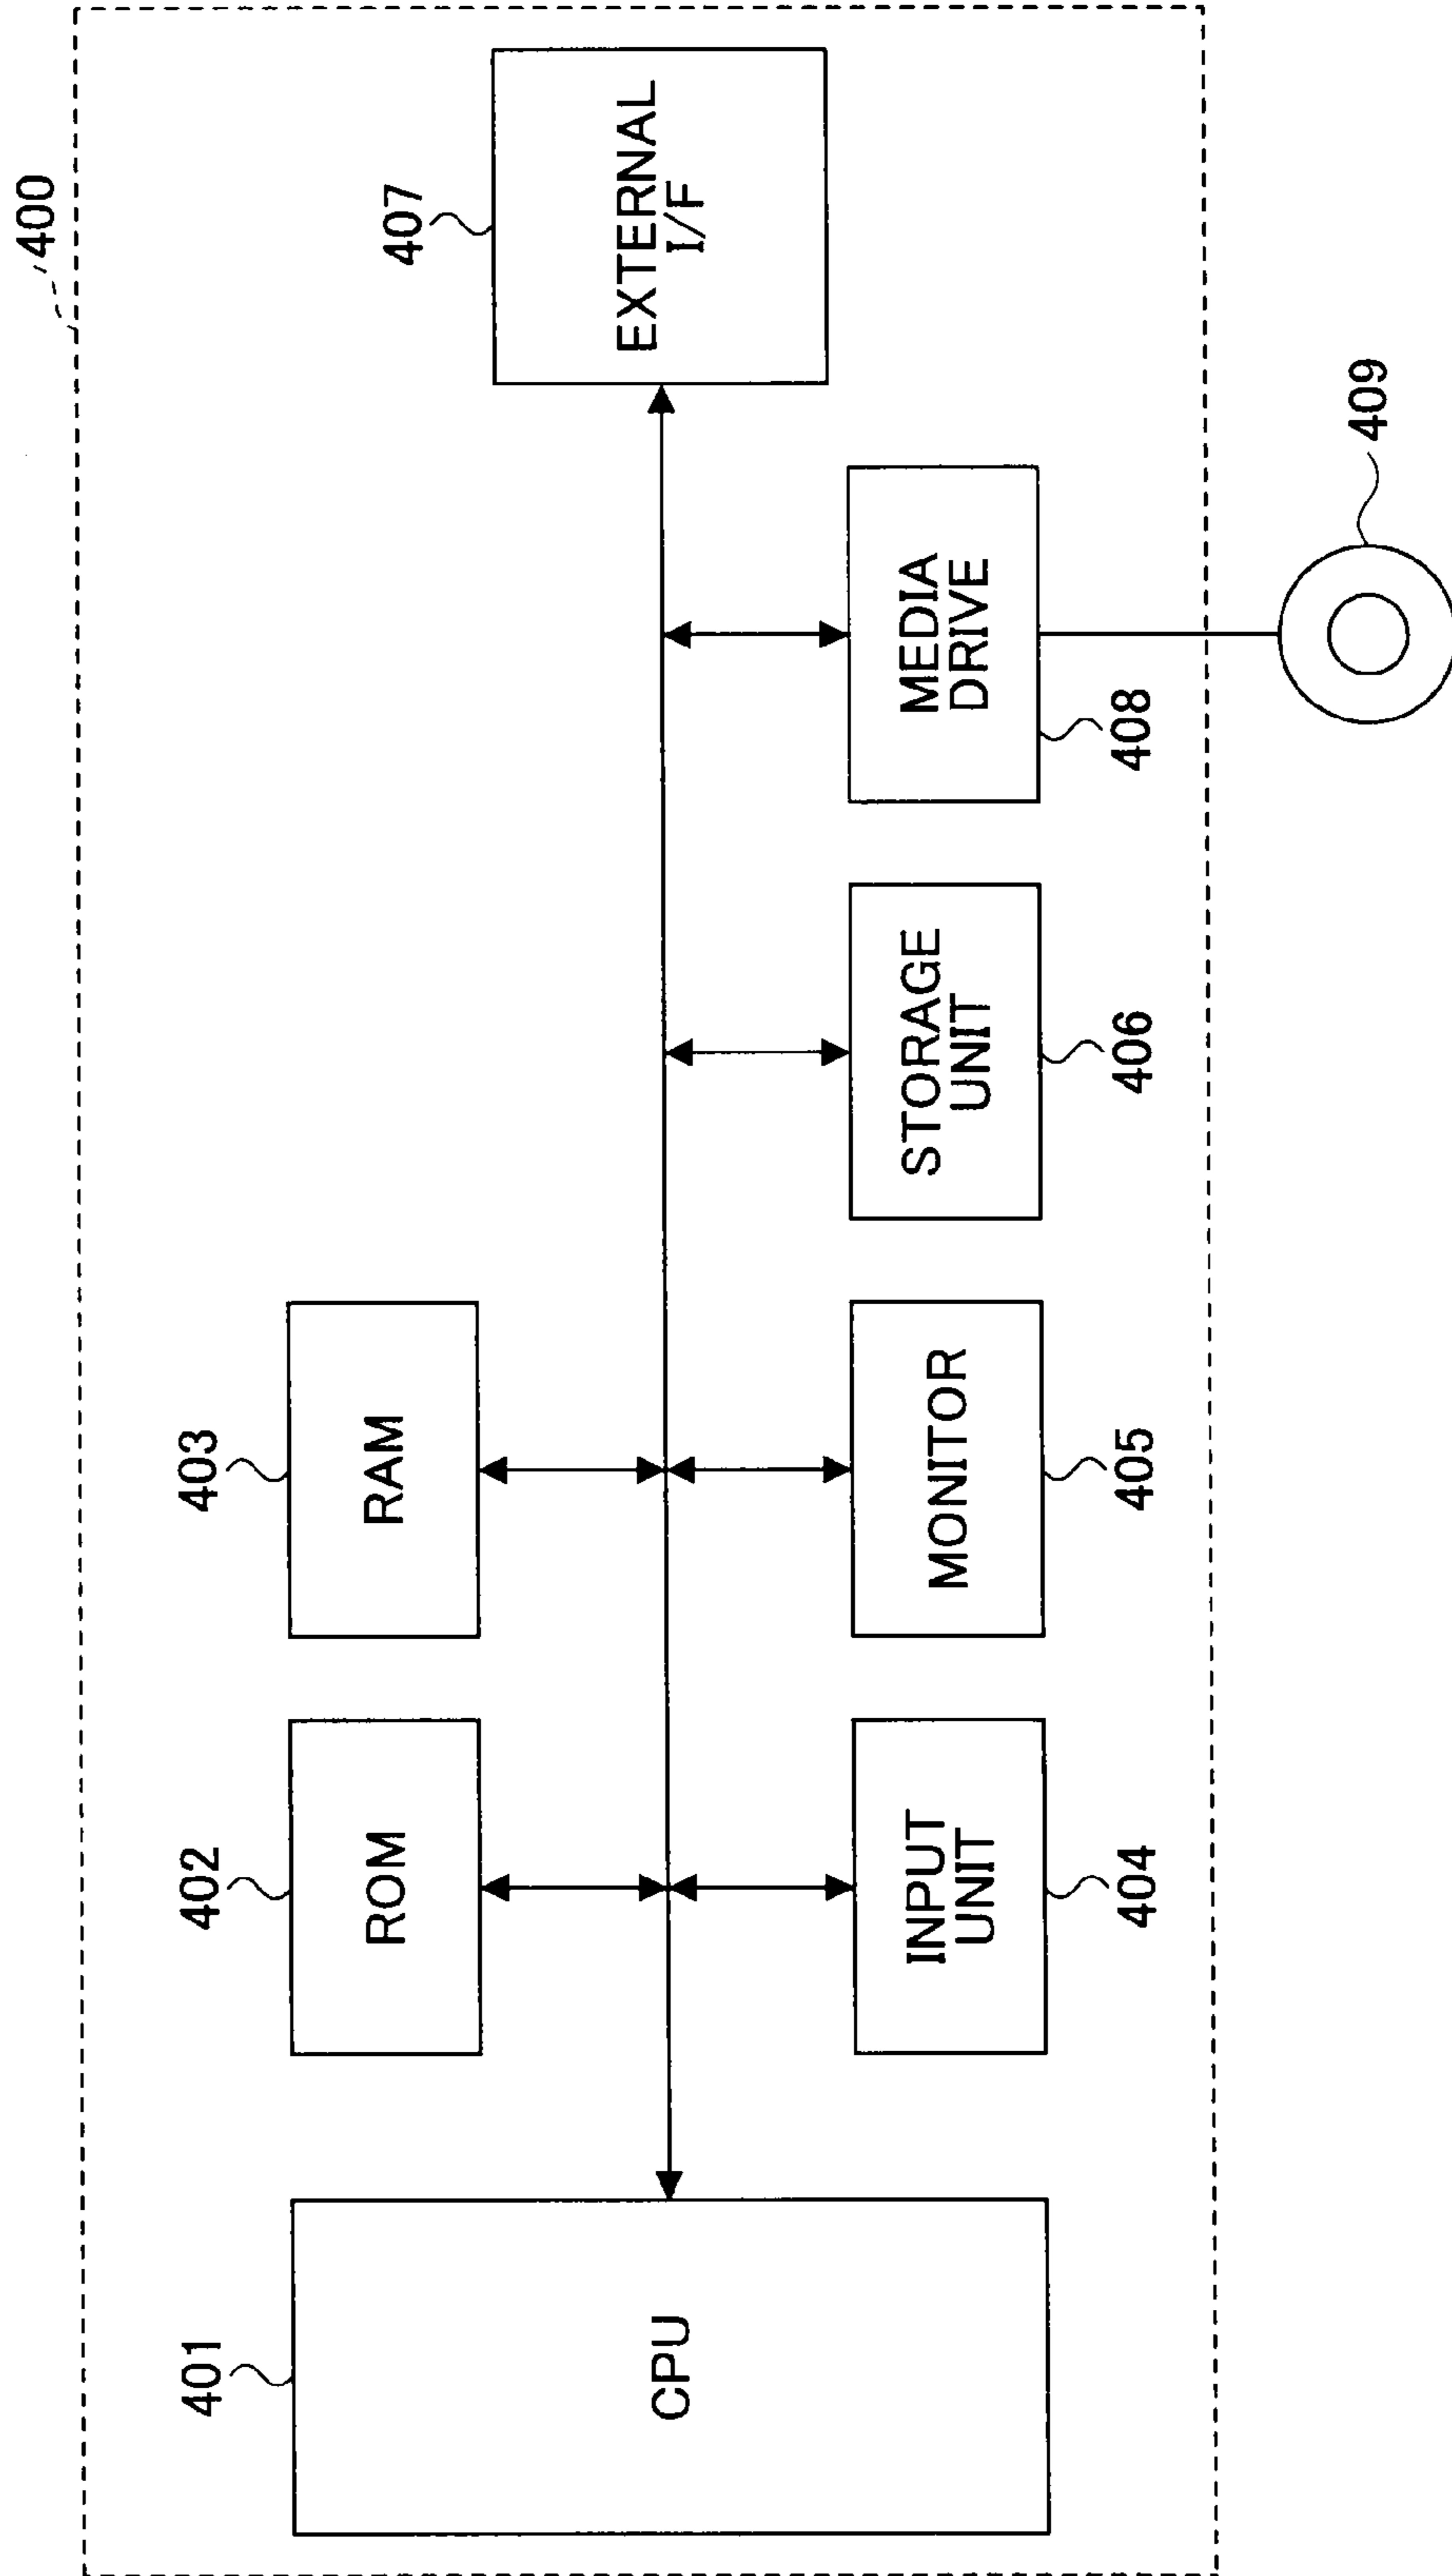 400
401
CPU
402
ROM
403
RAM
404
INPUT
UNIT
405
MONITOR
406
STORAGE
UNIT
408
MEDIA
DRIVE
407
EXTERNAL
I/F
409